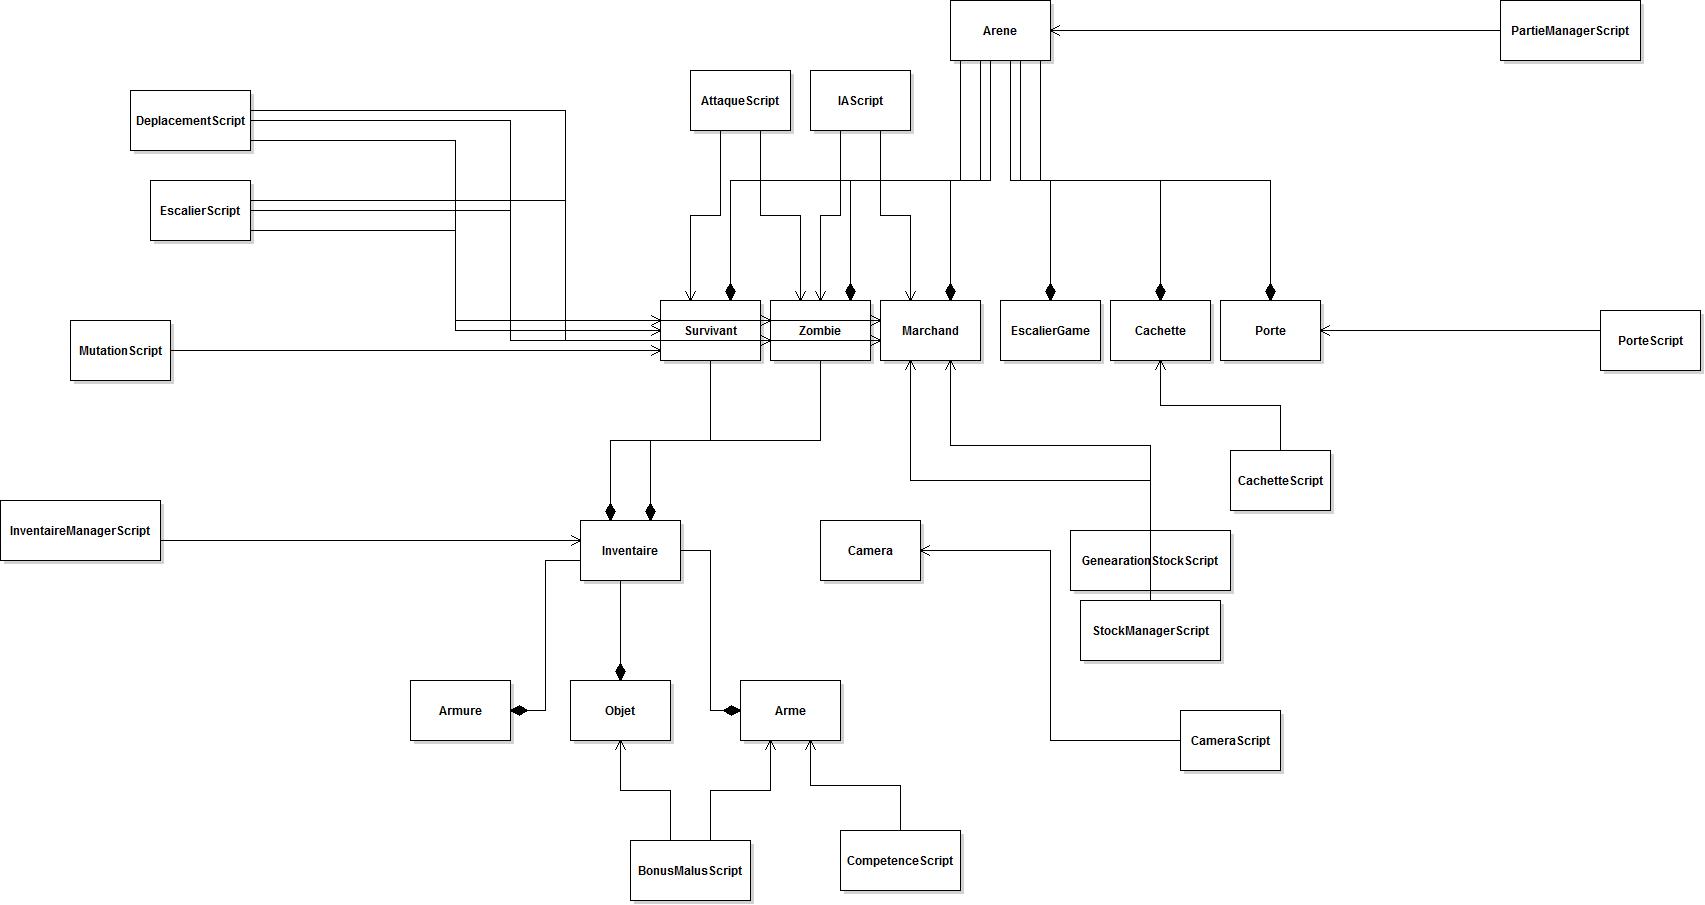 Arene
PartieManagerScript
AttaqueScript
IAScript
DeplacementScript
EscalierScript
Survivant
Zombie
Marchand
EscalierGame
Cachette
Porte
PorteScript
MutationScript
CachetteScript
InventaireManagerScript
Inventaire
Camera
GenearationStockScript
StockManagerScript
Armure
Objet
Arme
CameraScript
BonusMalusScript
CompetenceScript